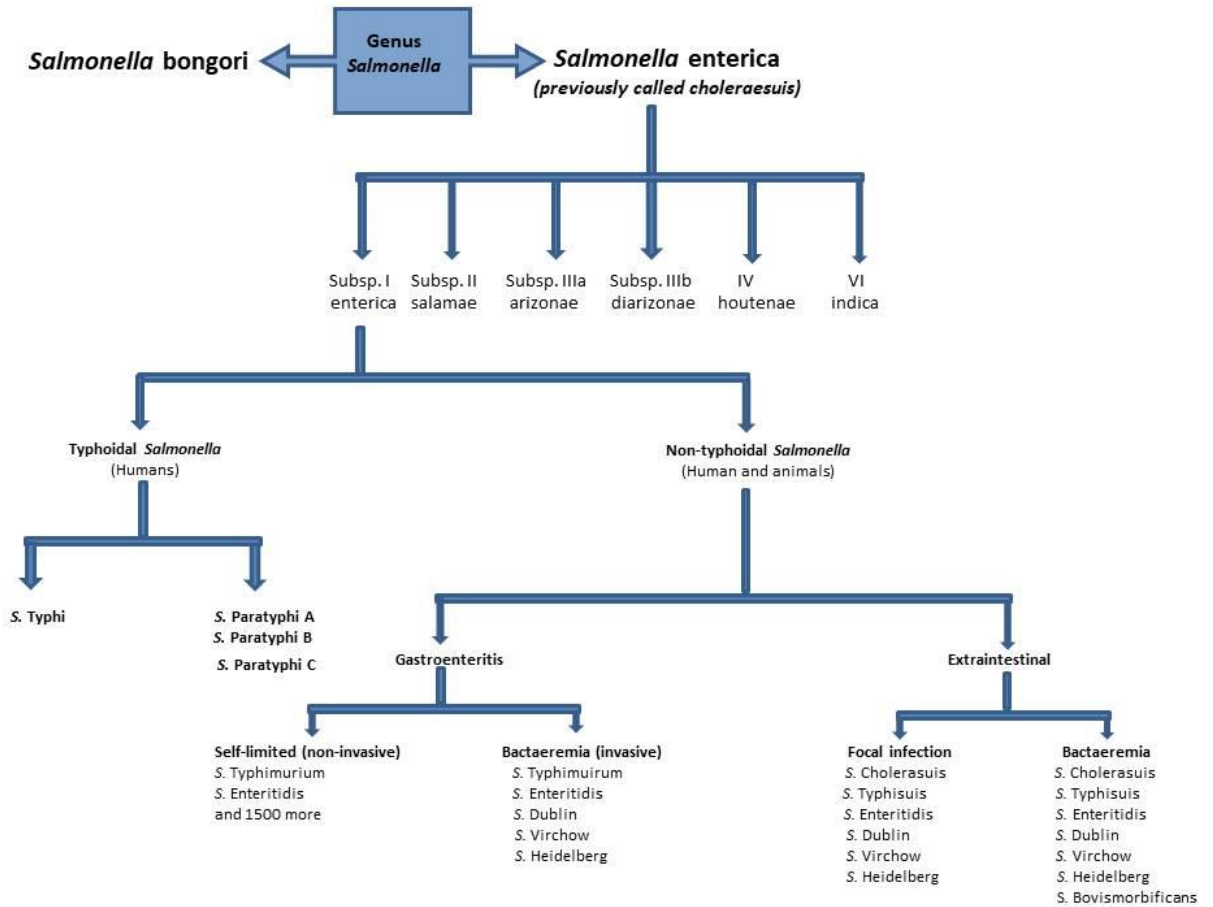 Genus
Salmonella
Salmonella bongori
Salmonella enterica
(previously called choleraesuis)
Subsp. I
enterica
Subsp. II
salamae
Subsp. IIIa
arizonae
Subsp. IIIb
diarizonae
IV
houtenae
VI
indica
Typhoidal Salmonella
(Humans)
Non-typhoidal Salmonella
(Human and animals)
S. Typhi
S. Paratyphi A
S. Paratyphi B
S. Paratyphi C
Gastroenteritis
Extraintestinal
Self-limited (non-invasive)
S. Typhimurium
S. Enteritidis
and 1500 more
Bactaeremia (invasive)
S. Typhimuirum
S. Enteritidis
S. Dublin
S. Virchow
S. Heidelberg
Focal infection
S. Cholerasuis
S. Typhisuis
S. Enteritidis
S. Dublin
S. Virchow
S. Heidelberg
Bactaeremia
S. Cholerasuis
S. Typhisuis
S. Enteritidis
S. Dublin
S. Virchow
S. Heidelberg
S. Bovismorbificans